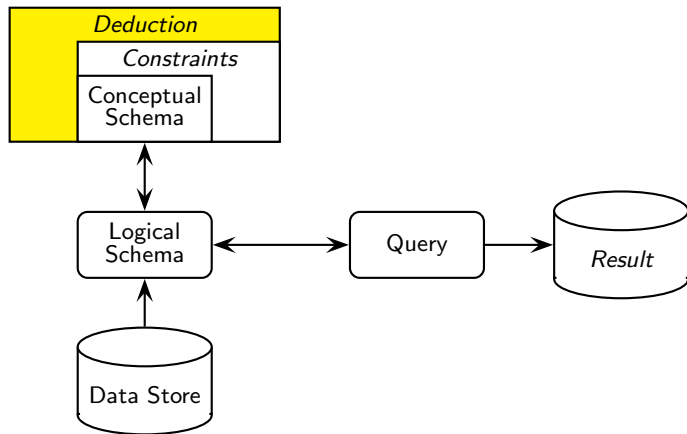 Deduction
Constraints
Conceptual
Schema
Logical
Schema
Query
Result
Data Store